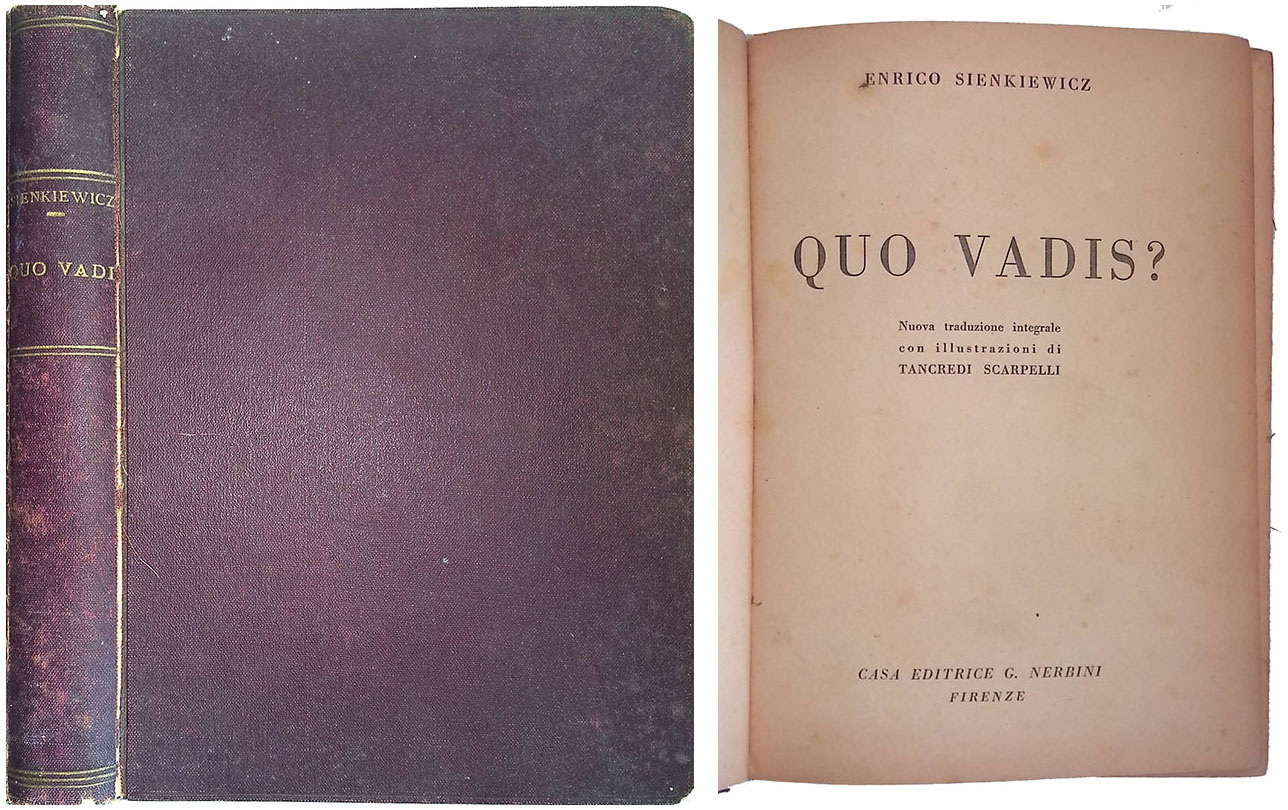 SIENKIEWICZ
QUO VADI
ENRICO SIENKIEWICZ
QUO VADIS?
Nuova traduzione integrale
con illustrazioni di
TANCREDI SCARPELLI
CASA EDITRICE G. NERBINI
FIRENZE